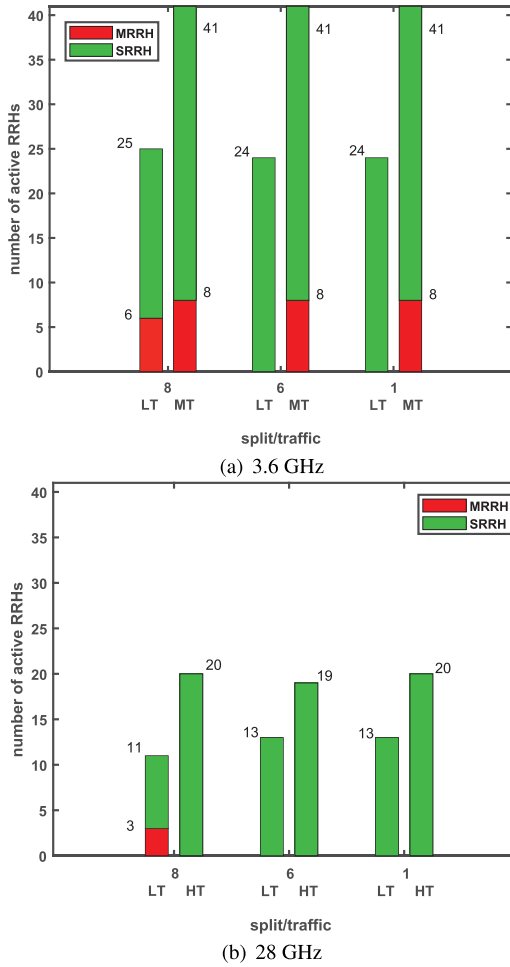 41
41
41
40
MRRH
SRRH
35
30
25
25
24
24
20
15
10
8
8
8
6
5
0
8
6
1
LT MT
LT MT
LT MT
number of active RRHs
split/traffic
(a) 3.6 GHz
40
MRRH
SRRH
35
30
25
20
20
19
20
15
13
13
11
10
5
3
0
8
6
1
LT HT
LT HT
LT HT
number of active RRHs
split/traffic
(b) 28 GHz